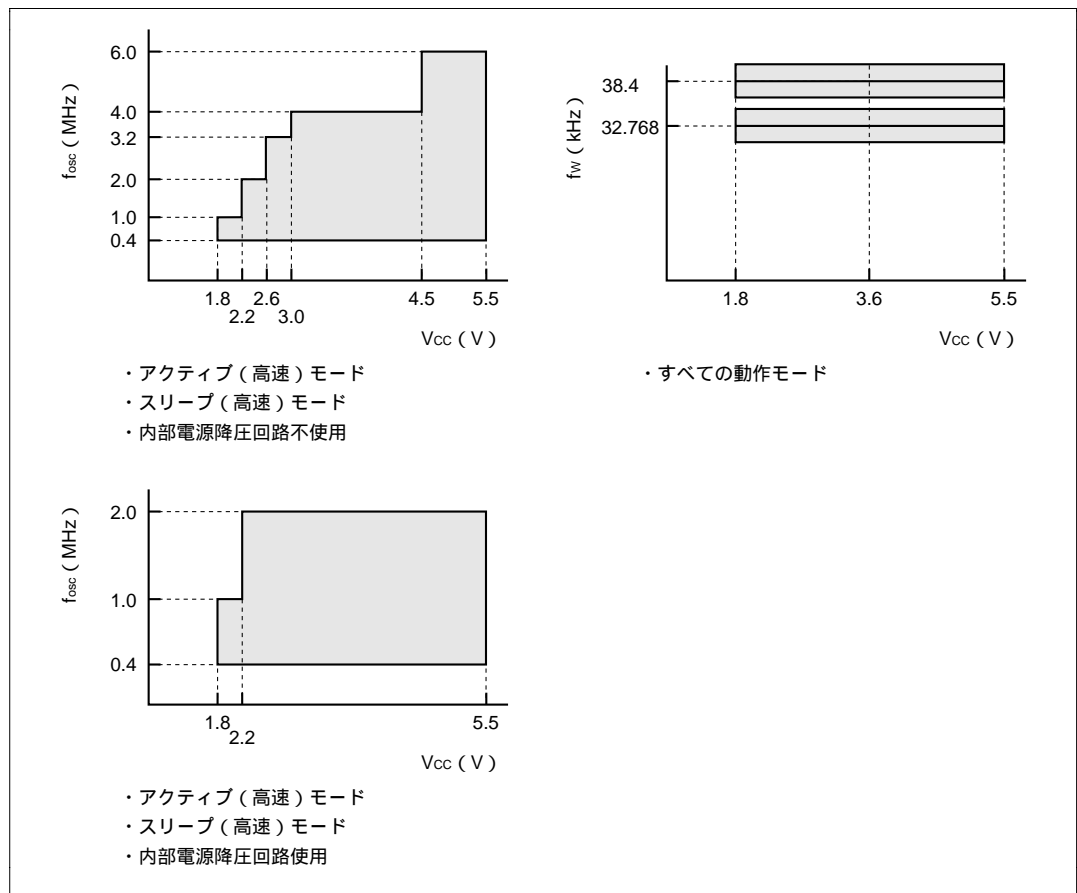 6.0
4.0
3.2
2.0
1.0
0.4
fosc ( MHz )
1.8
2.2
2.6
3.0
4.5
5.5
Vcc ( V )
・アクティブ ( 高速 ) モード
・スリープ ( 高速 ) モード
・内部電源降圧回路不使用
38.4
32.768
fw ( kHz )
1.8
3.6
5.5
Vcc ( V )
・すべての動作モード
2.0
1.0
0.4
fosc ( MHz )
1.8
2.2
5.5
Vcc ( V )
・アクティブ ( 高速 ) モード
・スリープ ( 高速 ) モード
・内部電源降圧回路使用